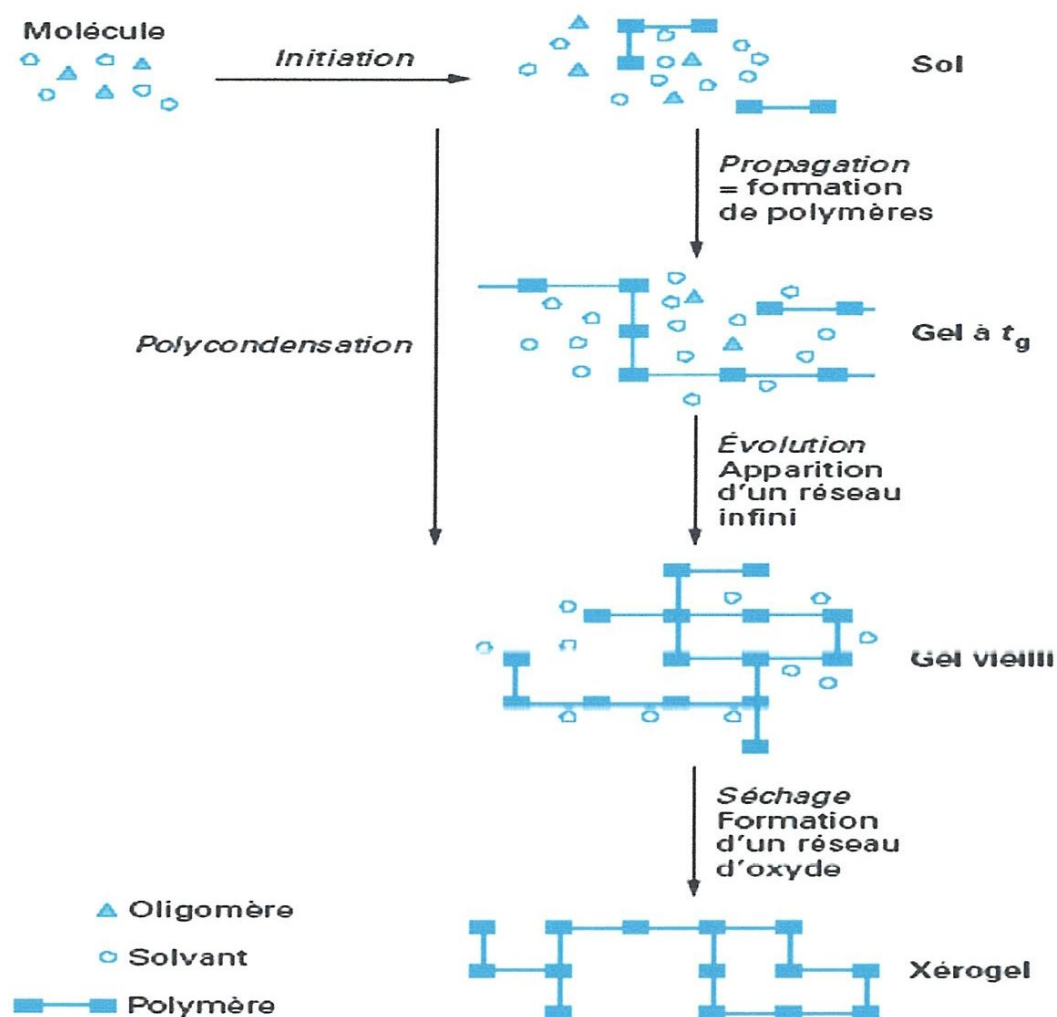 Molécule
Initiation
Sol
Propagation
= formation
de polymères
Polycondensation
Gel à tg
Évolution
Apparition
d'un réseau
infini
Gel vieilli
Séchage
Formation
d'un réseau
d'oxyde
Oligomère
Solvant
Polymère
Xérogel